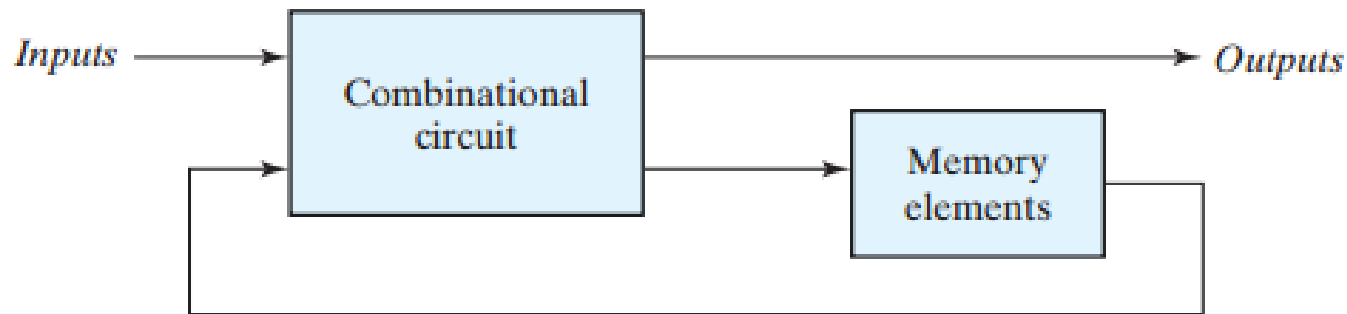 Inputs
Combinational
circuit
Outputs
Memory
elements